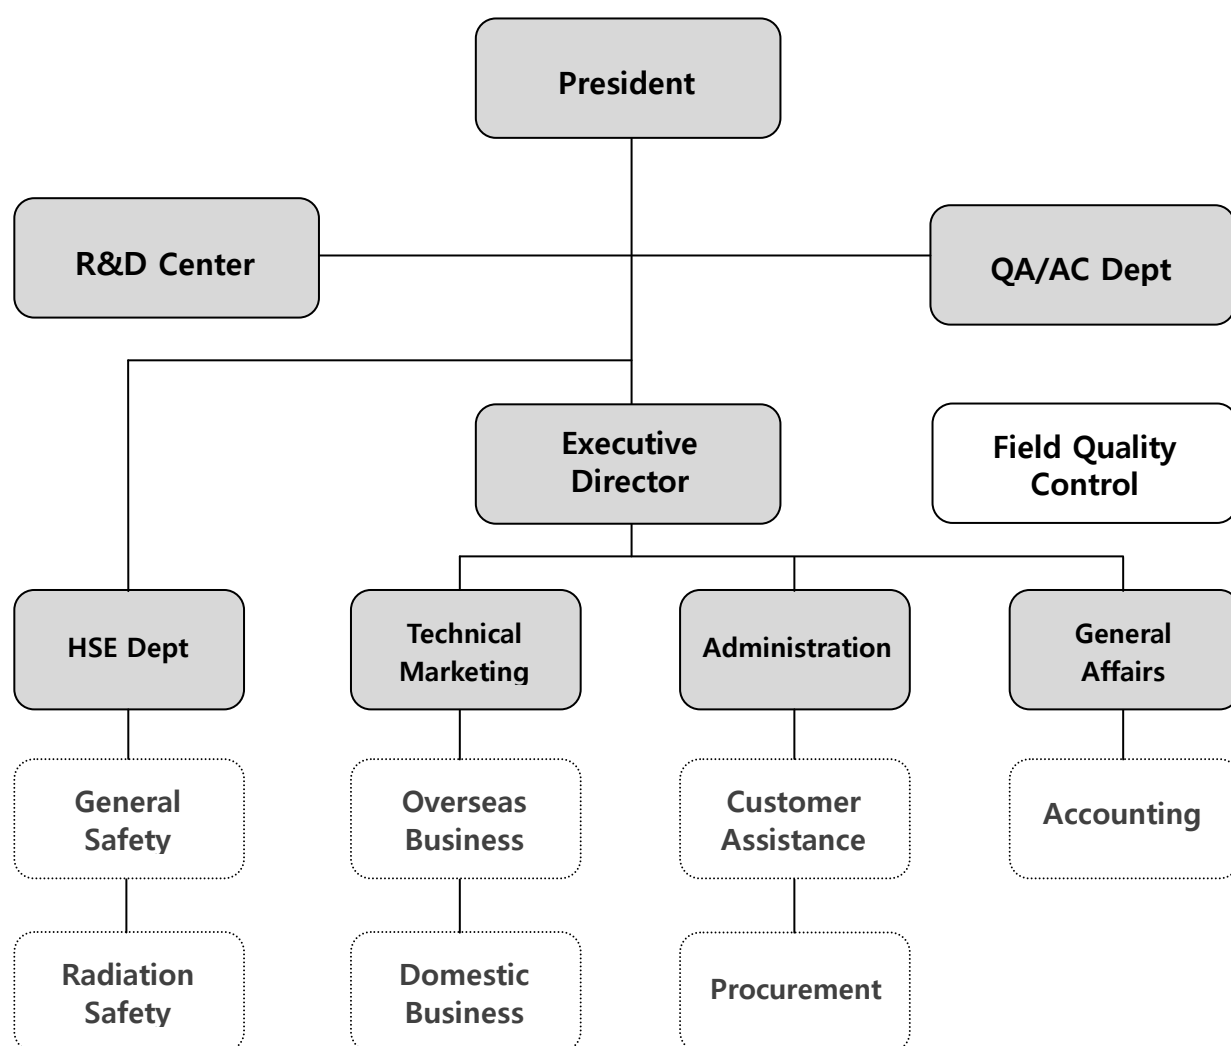 President
R&D Center
QA/AC Dept
Executive
Director
Field Quality
Control
HSE Dept
Technical
Marketing
Administration
General
Affairs
General
Safety
Overseas
Business
Customer
Assistance
Accounting
Radiation
Safety
Domestic
Business
Procurement